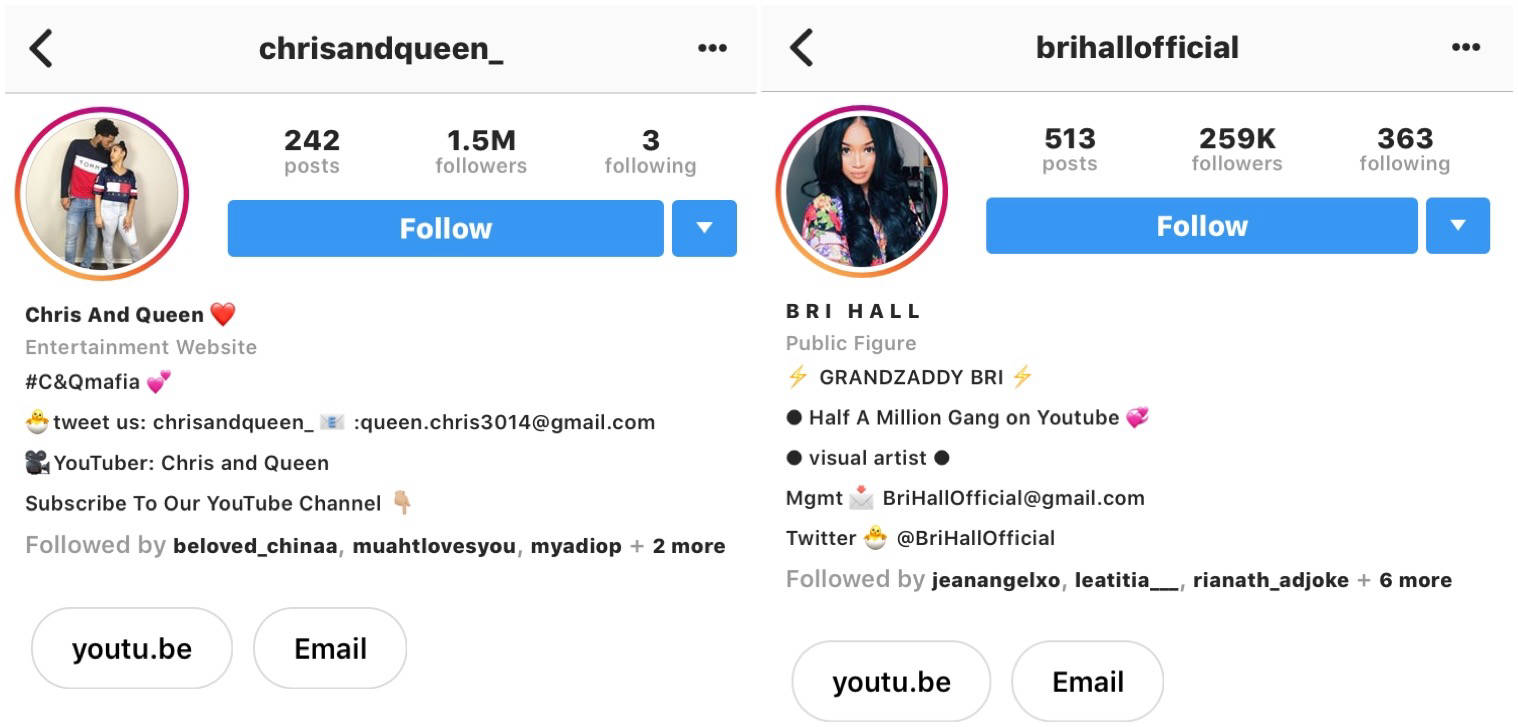 chrisandqueen_
•••
242
posts
1.5M
followers
3
following
Follow
Chris And Queen ❤️
Entertainment Website
#C&Qmafia 💕
🐣tweet us: chrisandqueen_ 📧 :queen.chris3014@gmail.com
🎥YouTuber: Chris and Queen
Subscribe To Our YouTube Channel 👇🏼
Followed by beloved_chinaa, muahtlovesyou, myadiop + 2 more
youtu.be
Email
brihallofficial
•••
513
posts
259K
followers
363
following
Follow
BRI HALL
Public Figure
⚡ GRANDZADDY BRI ⚡
● Half A Million Gang on Youtube 💞
● visual artist ●
Mgmt 📩 BriHallOfficial@gmail.com
Twitter 🐣 @BriHallOfficial
Followed by jeanangelxo, leatitia___, rianath_adjoke + 6 more
youtu.be
Email